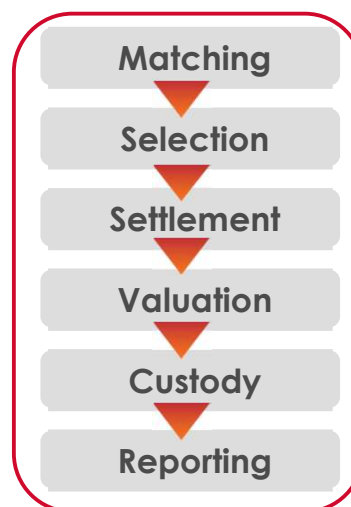 Matching
Selection
Settlement
Valuation
Custody
Reporting